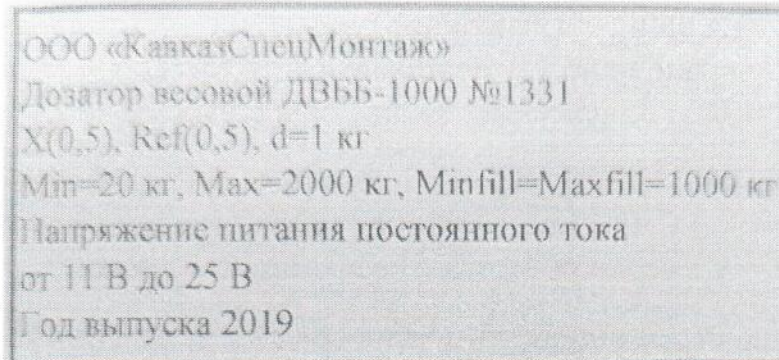 ООО «КавказСпецМонтаж»
Дозатор весовой ДВББ-1000 №1331
X(0,5), Ref(0,5), d=1 кг
Min=20 кг, Max=2000 кг, Minfill=Maxfill=1000 кг
Напряжение питания постоянного тока
от 11 В до 25 В
Год выпуска 2019